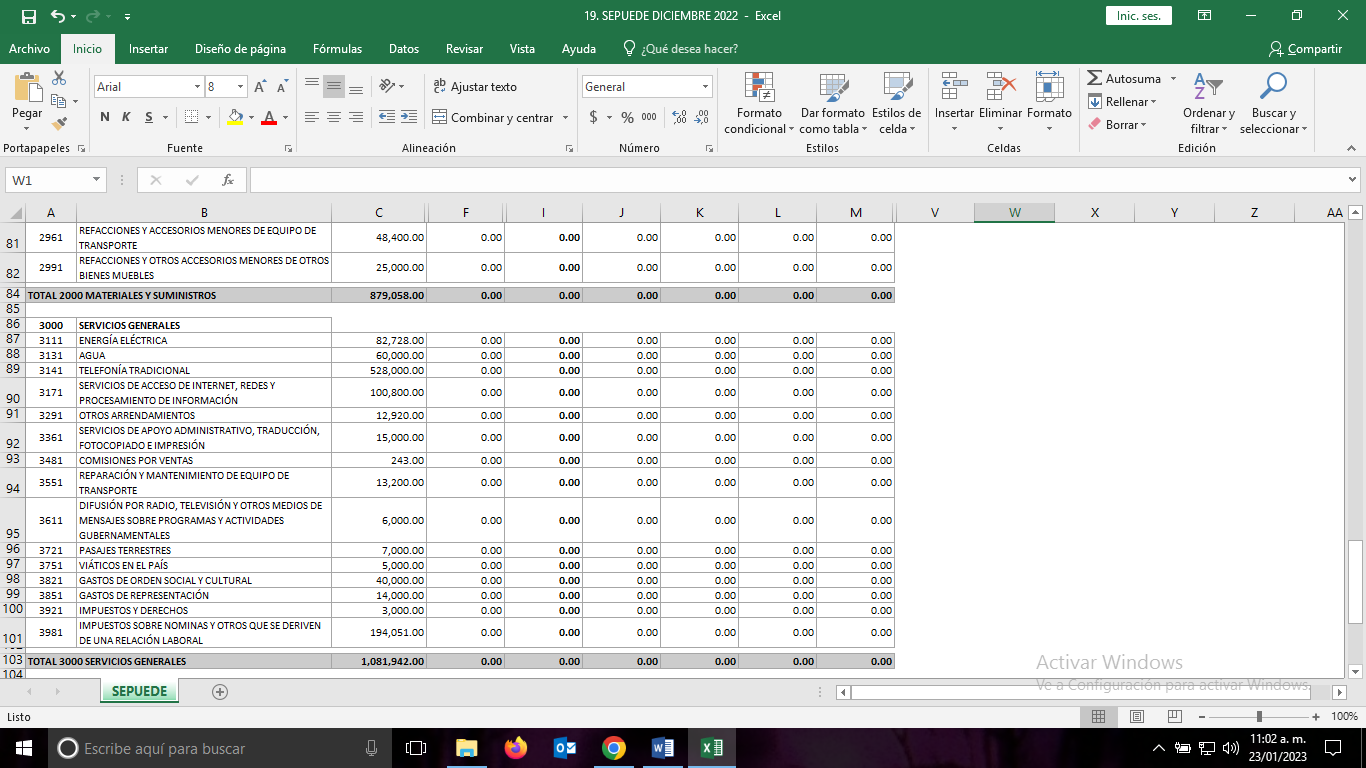 19. SEPUEDE DICIEMBRE 2022 - Excel
Inic. ses.
Archivo Inicio Insertar Diseño de página Fórmulas Datos Revisar Vista Ayuda ¿Qué desea hacer? Compartir
Pegar
Portapapeles
Arial 8
N K S
Fuente
Ajustar texto
Combinar y centrar
Alineación
General
$ % 000
Número
Formato condicional
Dar formato como tabla
Estilos de celda
Estilos
Insertar Eliminar Formato
Celdas
Autosuma
Rellenar
Borrar
Ordenar y filtrar
Buscar y seleccionar
Edición
W1 fx
A B C F I J K L M V W X Y Z AA
81 2961 REFACCIONES Y ACCESORIOS MENORES DE EQUIPO DE TRANSPORTE 48,400.00 0.00 0.00 0.00 0.00 0.00 0.00
82 2991 REFACCIONES Y OTROS ACCESORIOS MENORES DE OTROS BIENES MUEBLES 25,000.00 0.00 0.00 0.00 0.00 0.00 0.00
84 TOTAL 2000 MATERIALES Y SUMINISTROS 879,058.00 0.00 0.00 0.00 0.00 0.00 0.00
85
86 3000 SERVICIOS GENERALES
87 3111 ENERGÍA ELÉCTRICA 82,728.00 0.00 0.00 0.00 0.00 0.00 0.00
88 3131 AGUA 60,000.00 0.00 0.00 0.00 0.00 0.00 0.00
89 3141 TELEFONÍA TRADICIONAL 528,000.00 0.00 0.00 0.00 0.00 0.00 0.00
90 3171 SERVICIOS DE ACCESO DE INTERNET, REDES Y PROCESAMIENTO DE INFORMACIÓN 100,800.00 0.00 0.00 0.00 0.00 0.00 0.00
91 3291 OTROS ARRENDAMIENTOS 12,920.00 0.00 0.00 0.00 0.00 0.00 0.00
92 3361 SERVICIOS DE APOYO ADMINISTRATIVO, TRADUCCIÓN, FOTOCOPIADO E IMPRESIÓN 15,000.00 0.00 0.00 0.00 0.00 0.00 0.00
93 3481 COMISIONES POR VENTAS 243.00 0.00 0.00 0.00 0.00 0.00 0.00
94 3551 REPARACIÓN Y MANTENIMIENTO DE EQUIPO DE TRANSPORTE 13,200.00 0.00 0.00 0.00 0.00 0.00 0.00
95 3611 DIFUSIÓN POR RADIO, TELEVISIÓN Y OTROS MEDIOS DE MENSAJES SOBRE PROGRAMAS Y ACTIVIDADES GUBERNAMENTALES 6,000.00 0.00 0.00 0.00 0.00 0.00 0.00
96 3721 PASAJES TERRESTRES 7,000.00 0.00 0.00 0.00 0.00 0.00 0.00
97 3751 VIÁTICOS EN EL PAÍS 5,000.00 0.00 0.00 0.00 0.00 0.00 0.00
98 3821 GASTOS DE ORDEN SOCIAL Y CULTURAL 40,000.00 0.00 0.00 0.00 0.00 0.00 0.00
99 3851 GASTOS DE REPRESENTACIÓN 14,000.00 0.00 0.00 0.00 0.00 0.00 0.00
100 3921 IMPUESTOS Y DERECHOS 3,000.00 0.00 0.00 0.00 0.00 0.00 0.00
101 3981 IMPUESTOS SOBRE NOMINAS Y OTROS QUE SE DERIVEN DE UNA RELACIÓN LABORAL 194,051.00 0.00 0.00 0.00 0.00 0.00 0.00
103 TOTAL 3000 SERVICIOS GENERALES 1,081,942.00 0.00 0.00 0.00 0.00 0.00 0.00
104
Activar Windows
Ve a Configuración para activar Windows.
SEPUEDE
Listo
100%
Escribe aquí para buscar
11:02 a. m.
23/01/2023